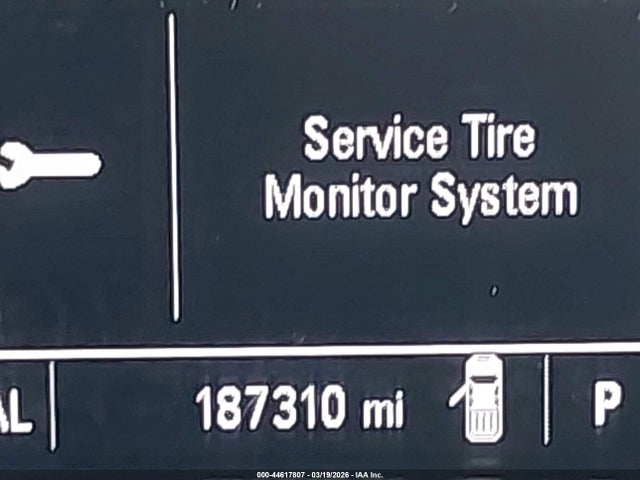 Service Tire
Monitor System
AL
187310 mi
P
000-44617807 - 03/19/2026 - IAA Inc.